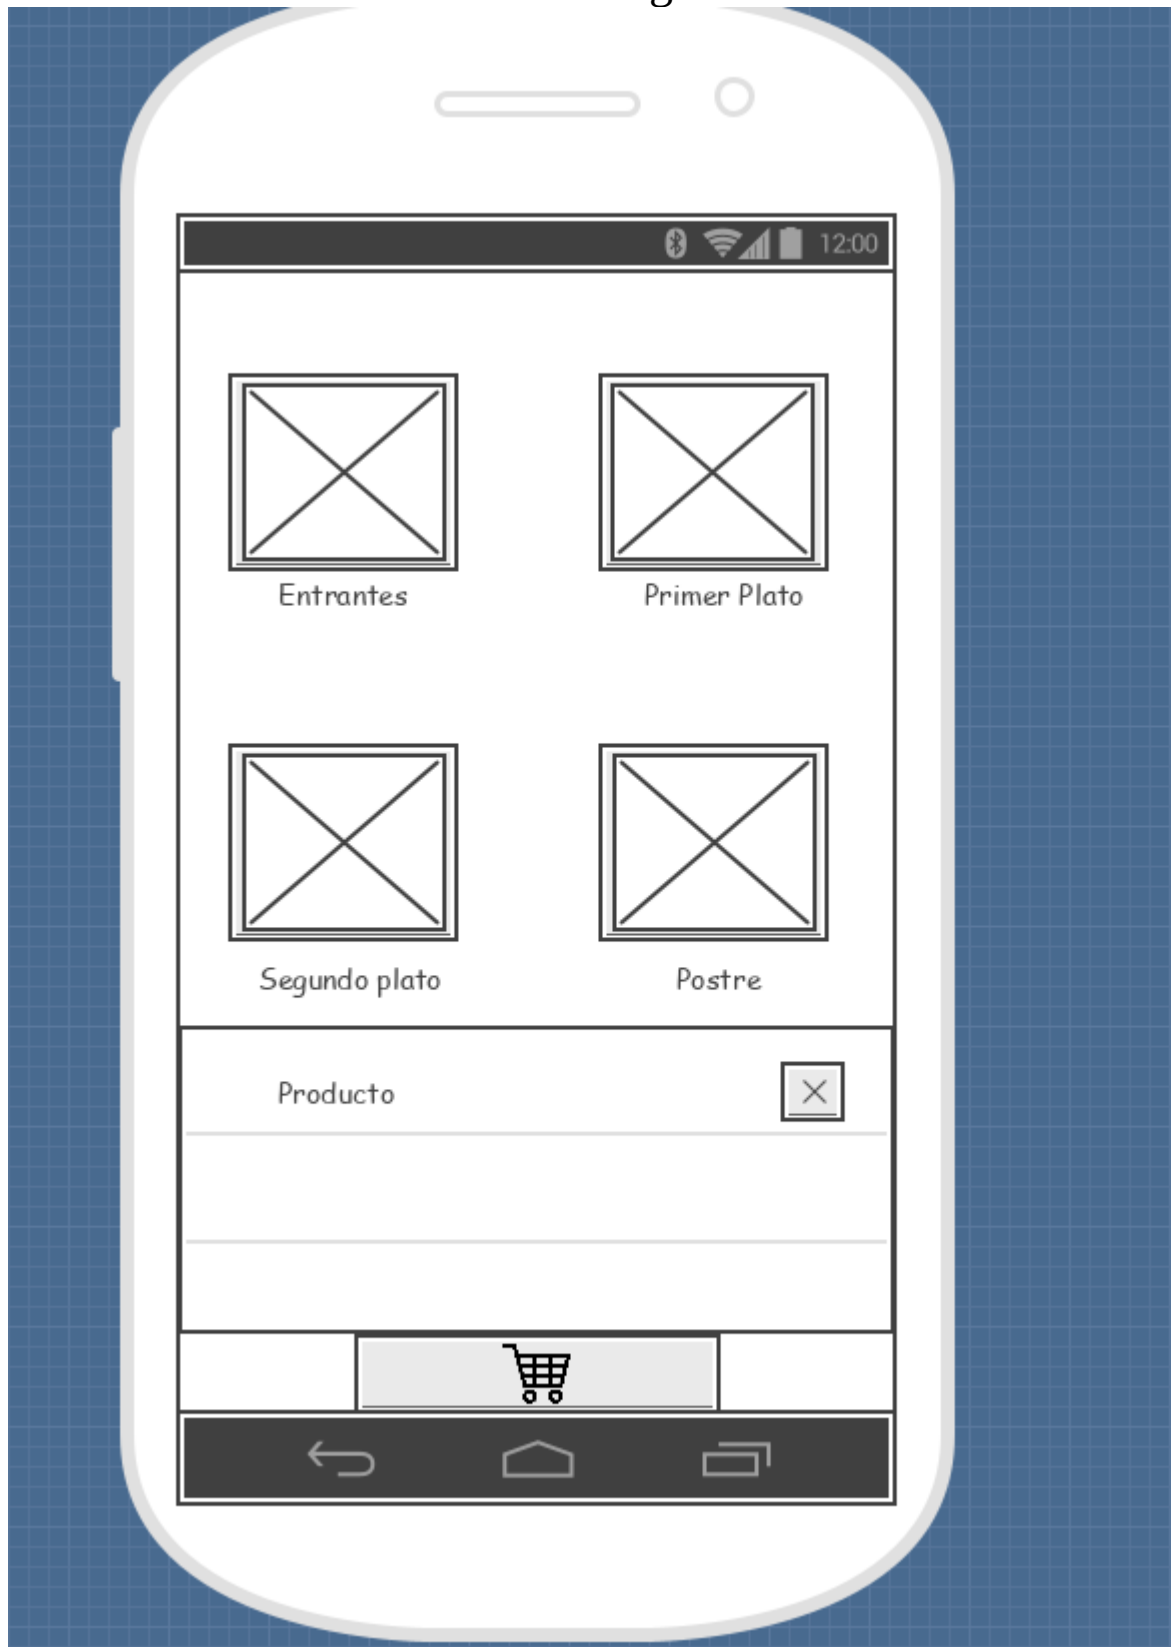 12:00
Entrantes
Primer Plato
Segundo plato
Postre
Producto